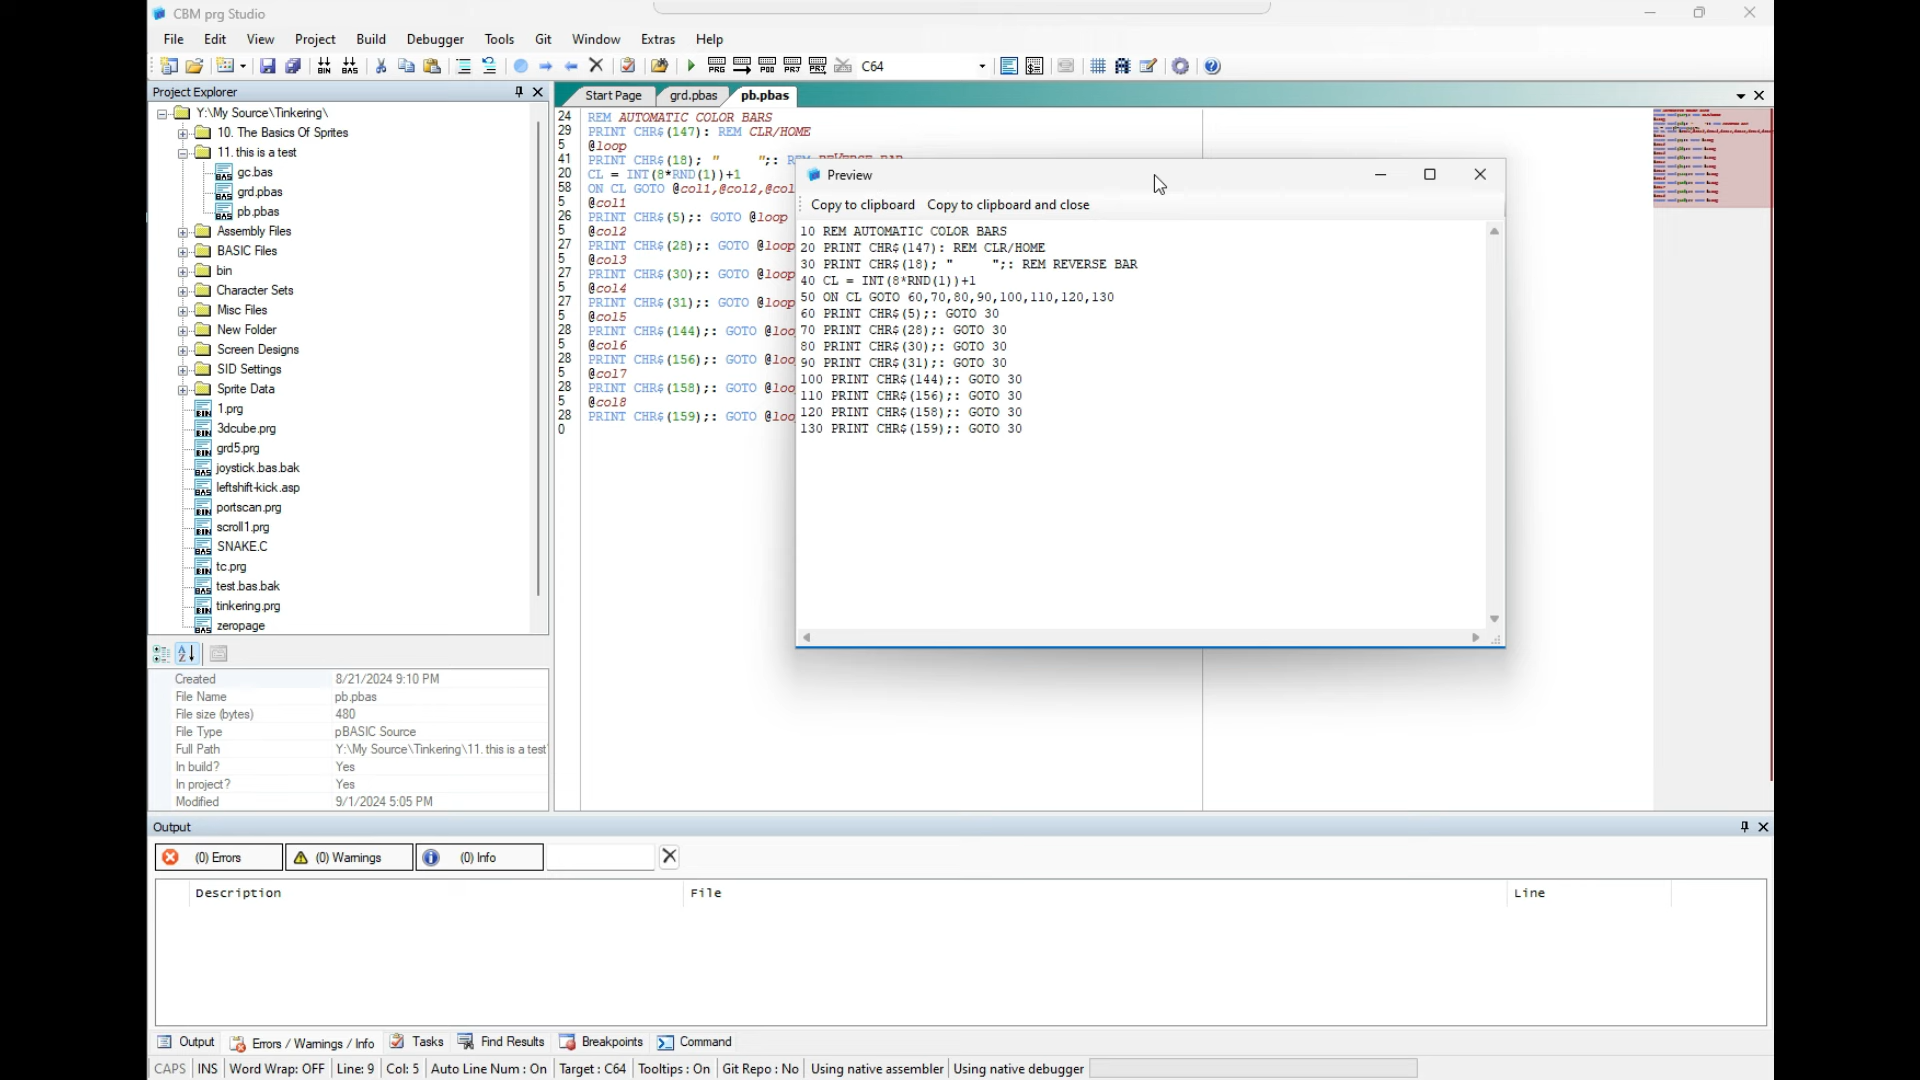 CBM prg Studio
File Edit View Project Build Debugger Tools Git Window Extras Help
C64
Project Explorer
Start Page grd.pbas pb.pbas
Y:\My Source\Tinkering\
10. The Basics Of Sprites
11. this is a test
gc.bas
grd.pbas
pb.pbas
Assembly Files
BASIC Files
bin
Character Sets
Misc Files
New Folder
Screen Designs
SID Settings
Sprite Data
1.prg
3dcube.prg
grd5.prg
joystick.bas.bak
leftshift-kick.asp
portscan.prg
scroll1.prg
SNAKE.C
tc.prg
test.bas.bak
tinkering.prg
zeropage
Created 8/21/2024 9:10 PM
File Name pb.pbas
File size (bytes) 480
File Type pBASIC Source
Full Path Y:\My Source\Tinkering\11. this is a test
In build? Yes
In project? Yes
Modified 9/1/2024 5:05 PM
24 REM AUTOMATIC COLOR BARS
29 PRINT CHR$(147): REM CLR/HOME
5 @loop
41 PRINT CHR$(18); "     ";: REM REVERSE BAR
20 CL = INT(8*RND(1))+1
58 ON CL GOTO @col1,@col2,@col
5 @col1
26 PRINT CHR$(5);: GOTO @loop
5 @col2
27 PRINT CHR$(28);: GOTO @loop
5 @col3
27 PRINT CHR$(30);: GOTO @loop
5 @col4
27 PRINT CHR$(31);: GOTO @loop
5 @col5
28 PRINT CHR$(144);: GOTO @loo
5 @col6
28 PRINT CHR$(156);: GOTO @loo
5 @col7
28 PRINT CHR$(158);: GOTO @loo
5 @col8
28 PRINT CHR$(159);: GOTO @loo
0
Preview
Copy to clipboard Copy to clipboard and close
10 REM AUTOMATIC COLOR BARS
20 PRINT CHR$(147): REM CLR/HOME
30 PRINT CHR$(18); "     ";: REM REVERSE BAR
40 CL = INT(8*RND(1))+1
50 ON CL GOTO 60,70,80,90,100,110,120,130
60 PRINT CHR$(5);: GOTO 30
70 PRINT CHR$(28);: GOTO 30
80 PRINT CHR$(30);: GOTO 30
90 PRINT CHR$(31);: GOTO 30
100 PRINT CHR$(144);: GOTO 30
110 PRINT CHR$(156);: GOTO 30
120 PRINT CHR$(158);: GOTO 30
130 PRINT CHR$(159);: GOTO 30
Output
(0) Errors (0) Warnings (0) Info
Description File Line
Output Errors / Warnings / Info Tasks Find Results Breakpoints Command
CAPS INS Word Wrap: OFF Line: 9 Col: 5 Auto Line Num : On Target : C64 Tooltips : On Git Repo : No Using native assembler Using native debugger